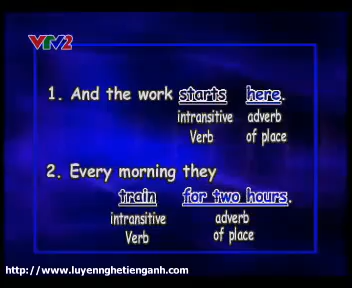 VTV2
1. And the work starts here.
intransitive adverb
Verb of place
2. Every morning they
train for two hours.
intransitive adverb
Verb of place
http://www.luyennghetienganh.com